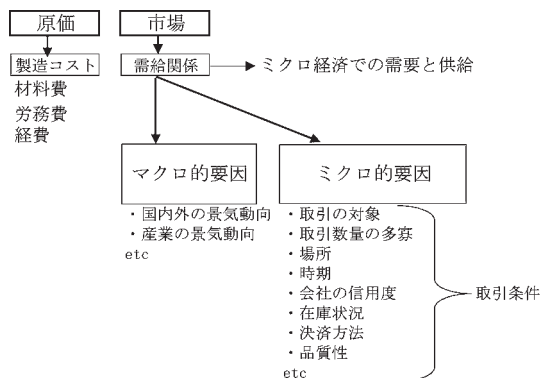 原価
市場
製造コスト
需給関係
ミクロ経済での需要と供給
材料費
労務費
経費
マクロ的要因
ミクロ的要因
・国内外の景気動向
・産業の景気動向
etc
・取引の対象
・取引数量の多寡
・場所
・時期
・会社の信用度
・在庫状況
・決済方法
・品質性
etc
取引条件